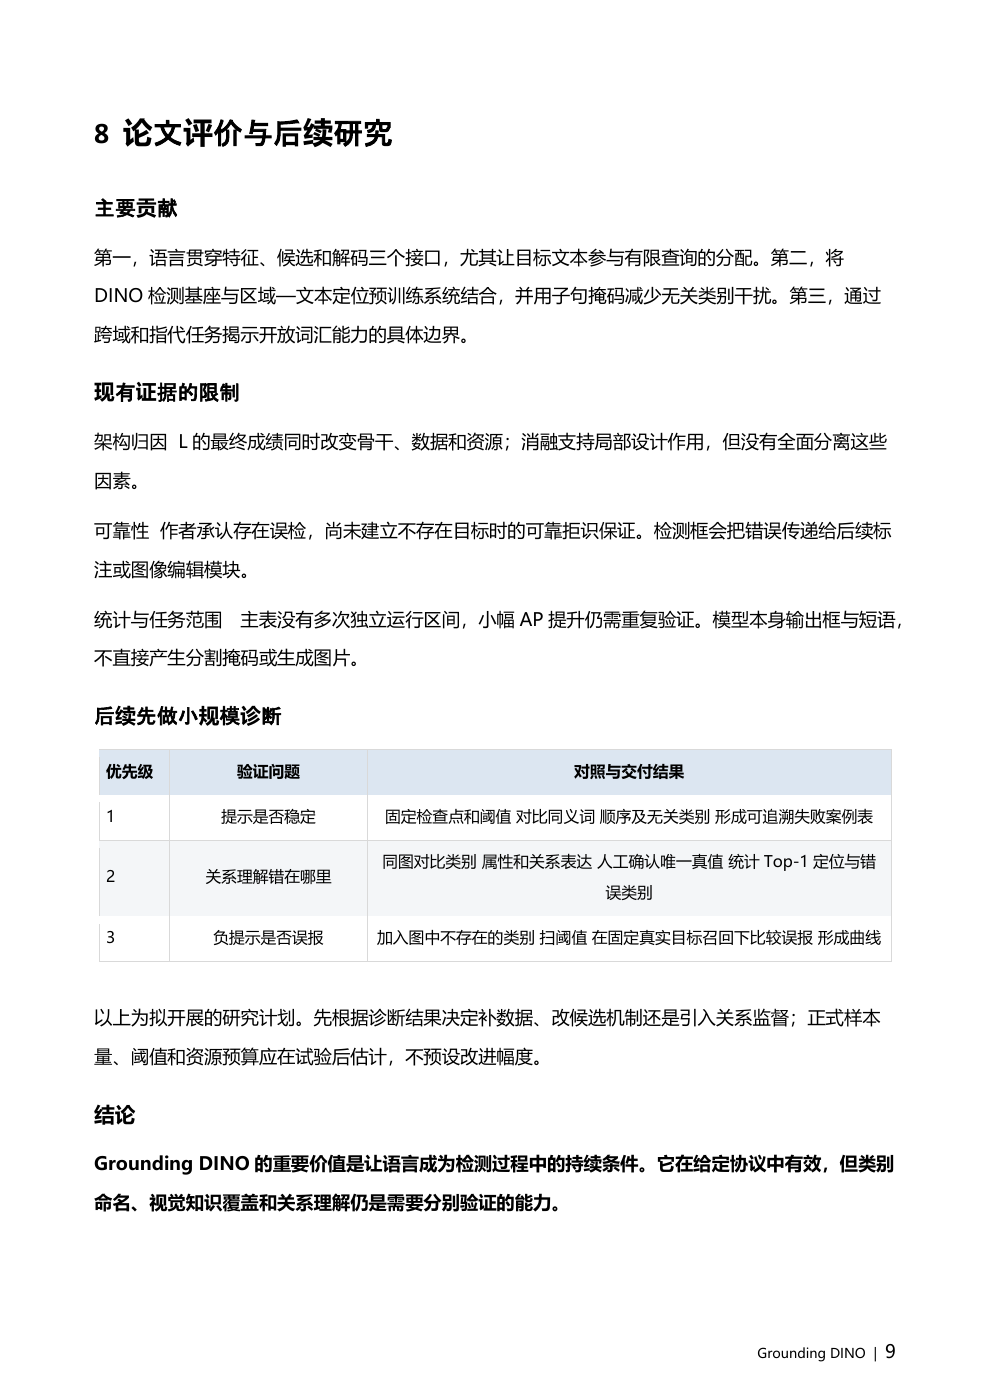 8 论文评价与后续研究
主要贡献
第一，语言贯穿特征、候选和解码三个接口，尤其让目标文本参与有限查询的分配。第二，将
DINO 检测基座与区域—文本定位预训练系统结合，并用子句掩码减少无关类别干扰。第三，通过
跨域和指代任务揭示开放词汇能力的具体边界。
现有证据的限制
架构归因 L 的最终成绩同时改变骨干、数据和资源；消融支持局部设计作用，但没有全面分离这些
因素。
可靠性 作者承认存在误检，尚未建立不存在目标时的可靠拒识保证。检测框会把错误传递给后续标
注或图像编辑模块。
统计与任务范围 主表没有多次独立运行区间，小幅 AP 提升仍需重复验证。模型本身输出框与短语，
不直接产生分割掩码或生成图片。
后续先做小规模诊断
优先级 验证问题 对照与交付结果
1 提示是否稳定 固定检查点和阈值 对比同义词 顺序及无关类别 形成可追溯失败案例表
2 关系理解错在哪里 同图对比类别 属性和关系表达 人工确认唯一真值 统计 Top-1 定位与错
误类别
3 负提示是否误报 加入图中不存在的类别 扫阈值 在固定真实目标召回下比较误报 形成曲线
以上为拟开展的研究计划。先根据诊断结果决定补数据、改候选机制还是引入关系监督；正式样本
量、阈值和资源预算应在试验后估计，不预设改进幅度。
结论
Grounding DINO 的重要价值是让语言成为检测过程中的持续条件。它在给定协议中有效，但类别
命名、视觉知识覆盖和关系理解仍是需要分别验证的能力。
Grounding DINO | 9